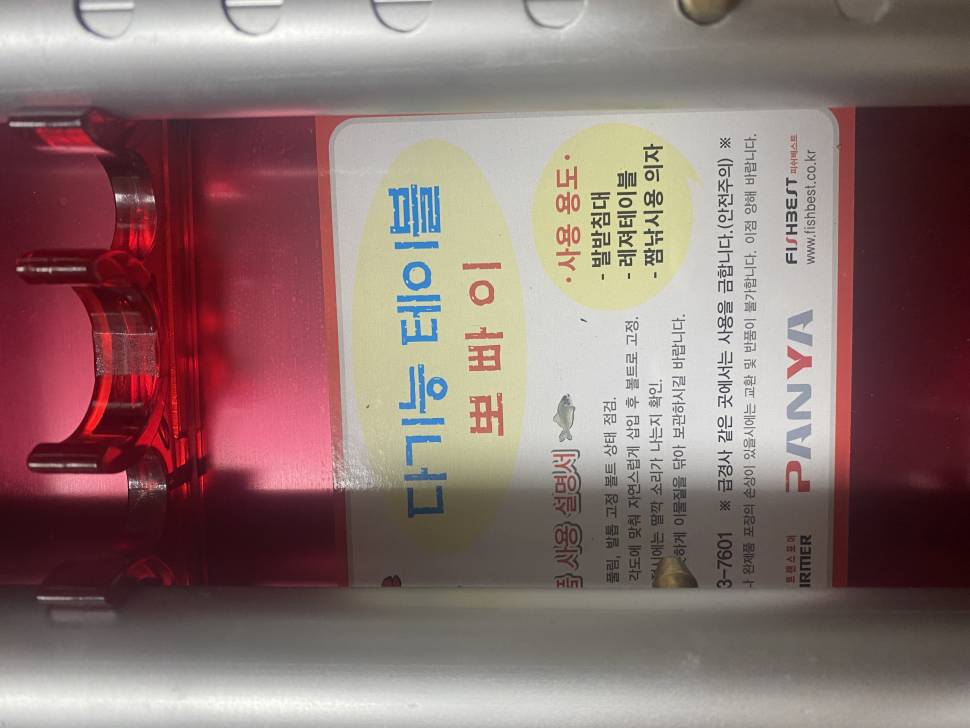 다기능 테이블
뽀빠이
사용 설명서
·사용 용도·
- 발받침대
- 레져테이블
- 짬낚시용 의자
풀림, 발톱 고정 볼트 상태 점검.
각도에 맞춰 자연스럽게 삽입 후 볼트로 고정.
시에는 딸깍 소리가 나는지 확인.
하게 이물질을 닦아 보관하시길 바랍니다.
3-7601 ※ 급경사 같은 곳에서는 사용을 금합니다.(안전주의) ※
나 완제품 포장의 손상이 있을시에는 교환 및 반품이 불가합니다. 이점 양해 바랍니다.
트랜스포머
RMER
PANYA
FISHBEST 피쉬베스트
www.fishbest.co.kr